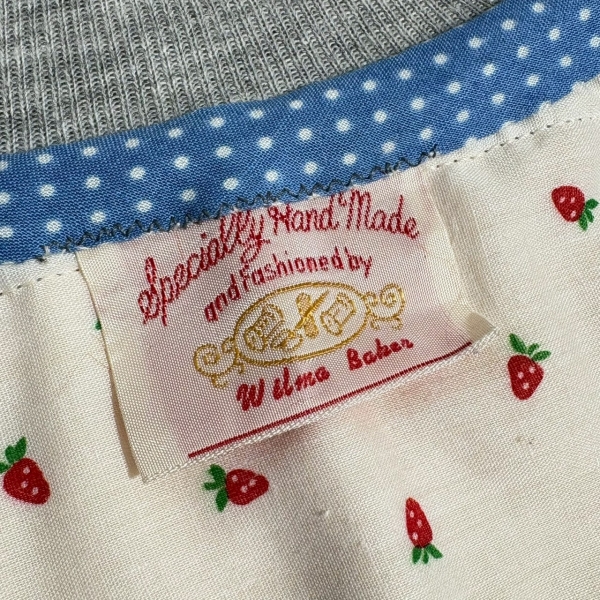 Specially Hand Made
and Fashioned by
Wilma Baker